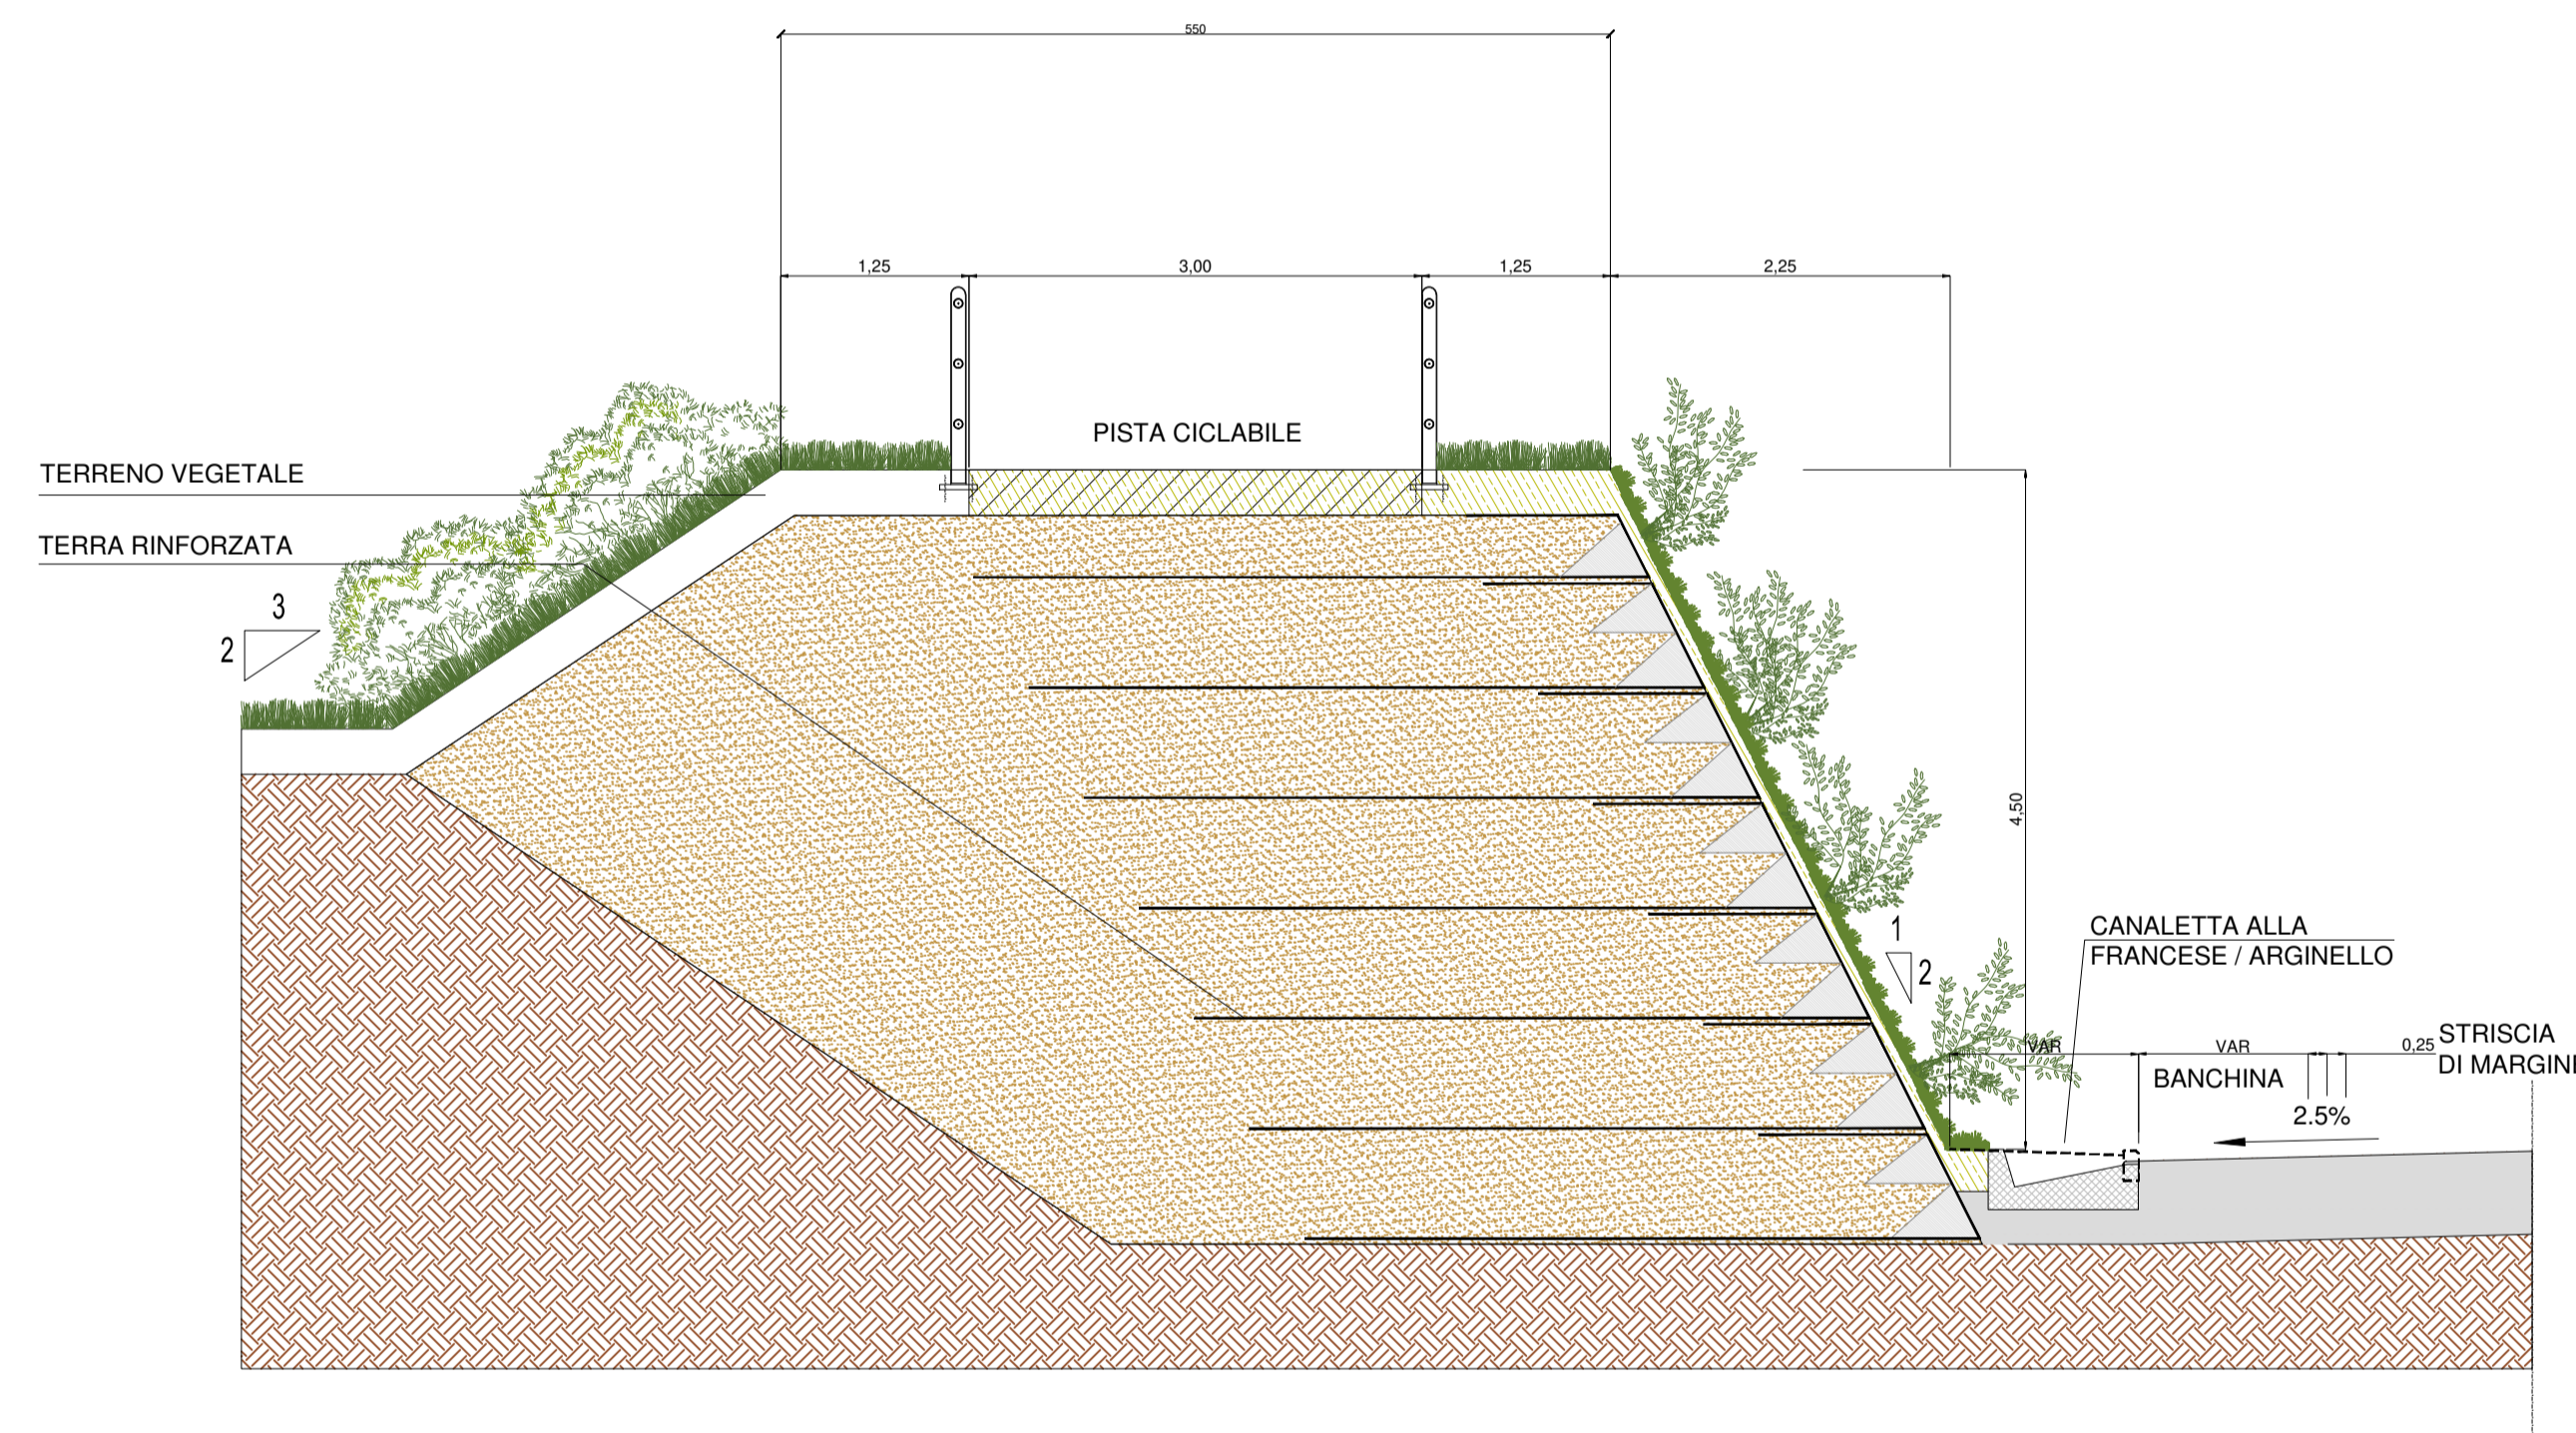 550
1,25
3,00
1,25
2,25
PISTA CICLABILE
TERRENO VEGETALE
TERRA RINFORZATA
3
2
4,50
1
2
CANALETTA ALLA
FRANCESE / ARGINELLO
VAR
VAR
0,25
STRISCIA
DI MARGIN
BANCHINA
2.5%